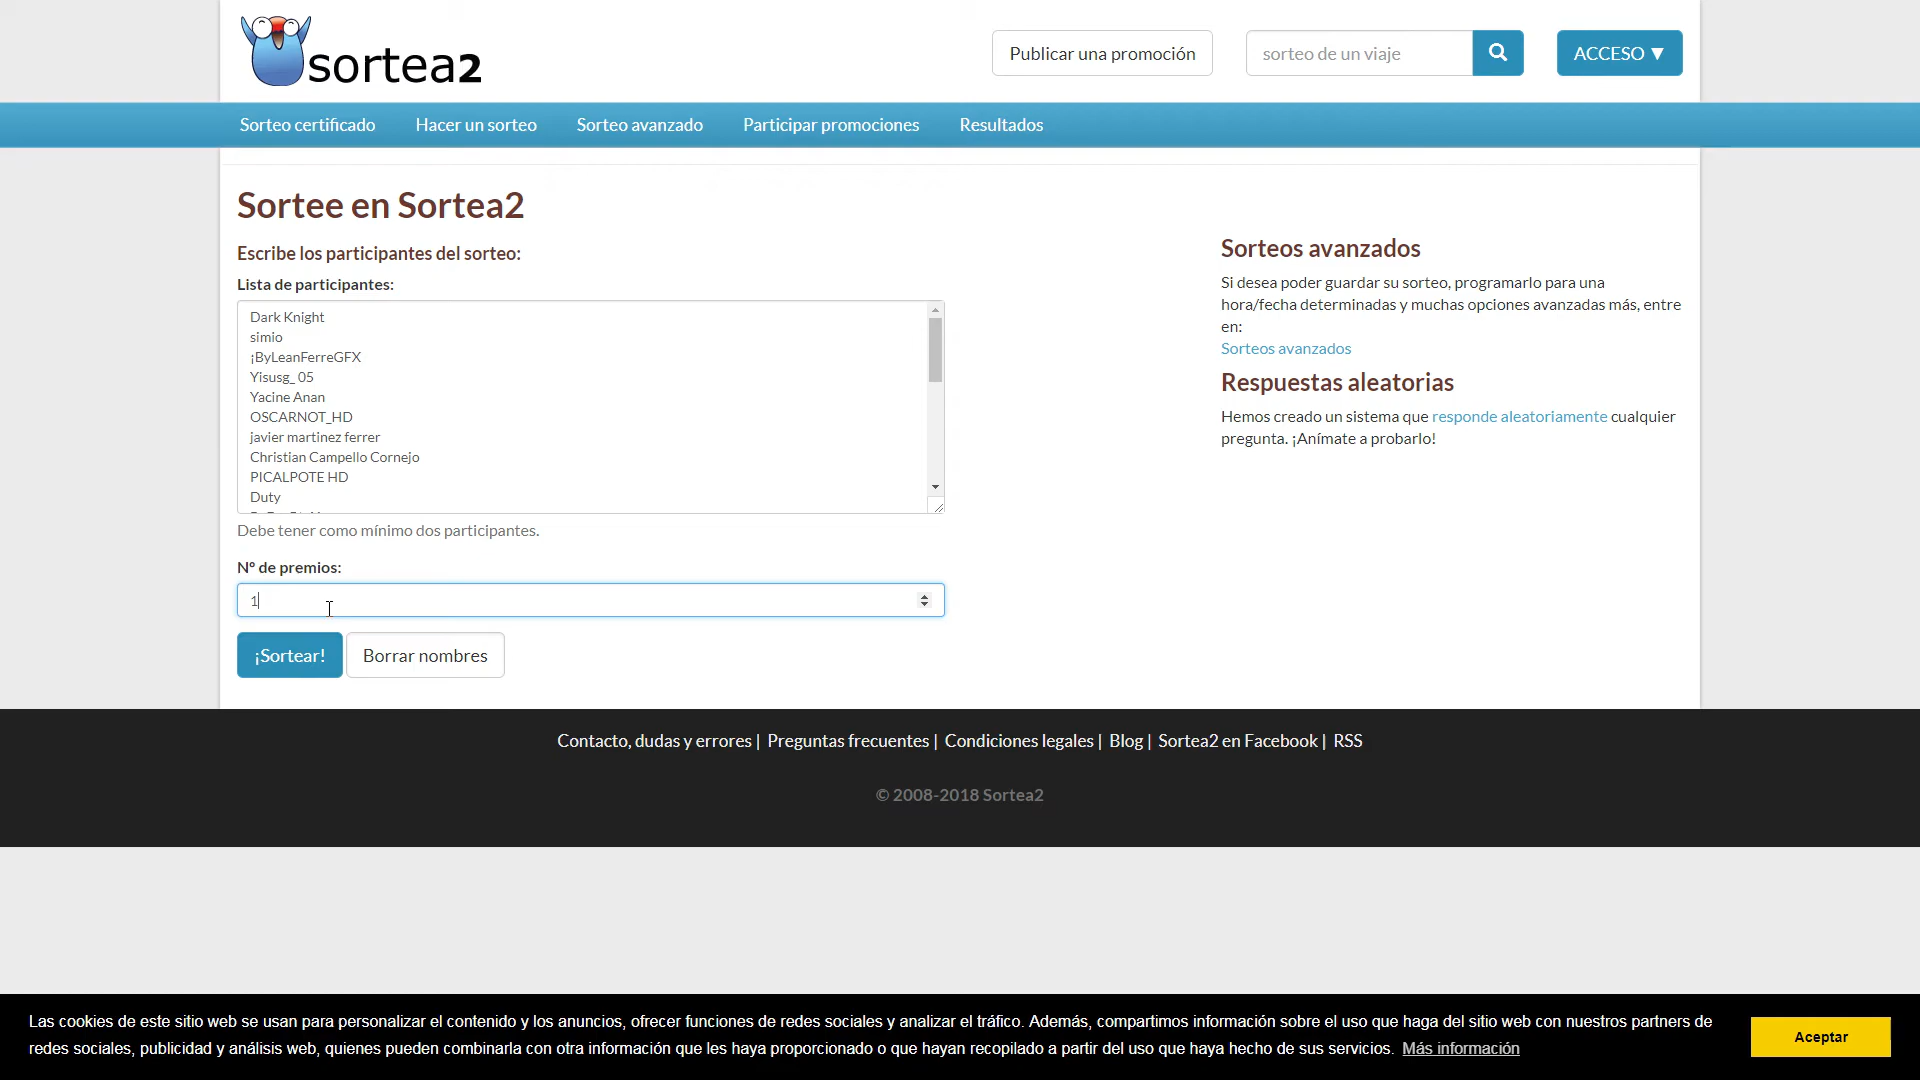 sortea2
Publicar una promoción
sorteo de un viaje
ACCESO ▼
Sorteo certificado
Hacer un sorteo
Sorteo avanzado
Participar promociones
Resultados
Sortee en Sortea2
Escribe los participantes del sorteo:
Lista de participantes:
Dark Knight
simio
¡ByLeanFerreGFX
Yisusg_ 05
Yacine Anan
OSCARNOT_HD
javier martinez ferrer
Christian Campello Cornejo
PICALPOTE HD
Duty
Debe tener como mínimo dos participantes.
Nº de premios:
1
¡Sortear!
Borrar nombres
Sorteos avanzados
Si desea poder guardar su sorteo, programarlo para una
hora/fecha determinadas y muchas opciones avanzadas más, entre
en:
Sorteos avanzados
Respuestas aleatorias
Hemos creado un sistema que responde aleatoriamente cualquier
pregunta. ¡Anímate a probarlo!
Contacto, dudas y errores | Preguntas frecuentes | Condiciones legales | Blog | Sortea2 en Facebook | RSS
© 2008-2018 Sortea2
Las cookies de este sitio web se usan para personalizar el contenido y los anuncios, ofrecer funciones de redes sociales y analizar el tráfico. Además, compartimos información sobre el uso que haga del sitio web con nuestros partners de
redes sociales, publicidad y análisis web, quienes pueden combinarla con otra información que les haya proporcionado o que hayan recopilado a partir del uso que haya hecho de sus servicios. Más información
Aceptar